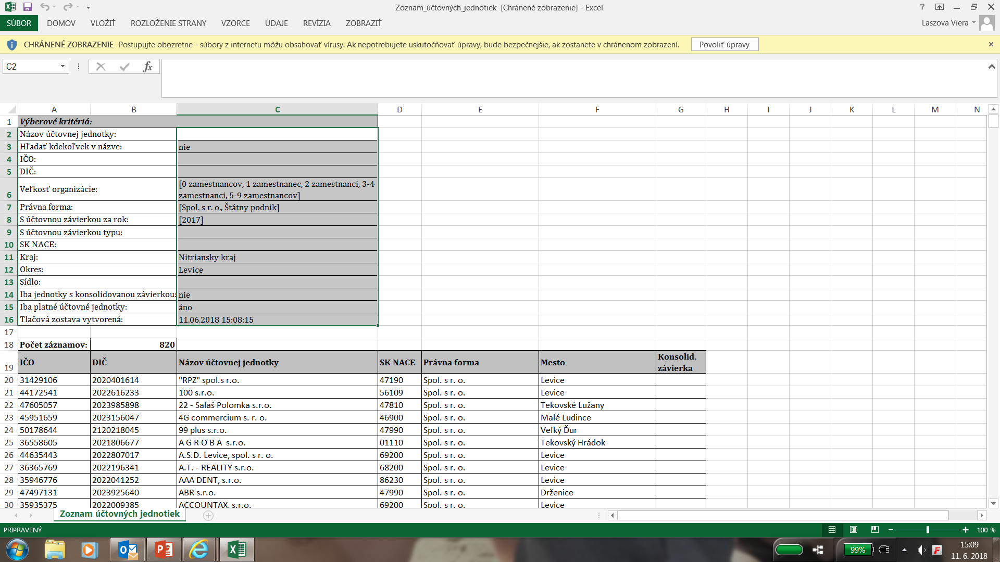 Zoznam_účtovných_jednotiek [Chránené zobrazenie] - Excel
SÚBOR DOMOV VLOŽIŤ ROZLOŽENIE STRANY VZORCE ÚDAJE REVÍZIA ZOBRAZIŤ Laszova Viera
CHRÁNENÉ ZOBRAZENIE Postupujte obozretne - súbory z internetu môžu obsahovať vírusy. Ak nepotrebujete uskutočňovať úpravy, bude bezpečnejšie, ak zostanete v chránenom zobrazení. Povoliť úpravy
C2 fx
A B C D E F G H I J K L M N
1 Výberové kritériá:
2 Názov účtovnej jednotky:
3 Hľadať kdekoľvek v názve: nie
4 IČO:
5 DIČ:
6 Veľkosť organizácie: [0 zamestnancov, 1 zamestnanec, 2 zamestnanci, 3-4
zamestnanci, 5-9 zamestnancov]
7 Právna forma: [Spol. s r. o., Štátny podnik]
8 S účtovnou závierkou za rok: [2017]
9 S účtovnou závierkou typu:
10 SK NACE:
11 Kraj: Nitriansky kraj
12 Okres: Levice
13 Sídlo:
14 Iba jednotky s konsolidovanou závierkou: nie
15 Iba platné účtovné jednotky: áno
16 Tlačová zostava vytvorená: 11.06.2018 15:08:15
17
18 Počet záznamov: 820
19 IČO DIČ Názov účtovnej jednotky SK NACE Právna forma Mesto Konsolid.
závierka
20 31429106 2020401614 "RPZ" spol.s r.o. 47190 Spol. s r. o. Levice
21 44172541 2022616233 100 s.r.o. 56109 Spol. s r. o. Levice
22 47605057 2023985898 22 - Salaš Polomka s.r.o. 47810 Spol. s r. o. Tekovské Lužany
23 45951659 2023156047 4G commercium s. r. o. 46900 Spol. s r. o. Malé Ludince
24 50178644 2120218045 99 plus s.r.o. 47990 Spol. s r. o. Veľký Ďur
25 36558605 2021806677 A G R O B A s.r.o. 01110 Spol. s r. o. Tekovský Hrádok
26 44635443 2022807017 A.S.D. Levice, spol. s r. o. 69200 Spol. s r. o. Levice
27 36365769 2022196341 A.T. - REALITY s.r.o. 68200 Spol. s r. o. Levice
28 35946776 2022041252 AAA DENT, s.r.o. 86230 Spol. s r. o. Levice
29 47497131 2023925640 ABR s.r.o. 47990 Spol. s r. o. Drženice
30 35935375 2022009385 ACCOUNTAX, s.r.o. 69200 Spol. s r. o. Levice
Zoznam účtovných jednotiek
PRIPRAVENÝ 100 %
99% 15:09
11. 6. 2018